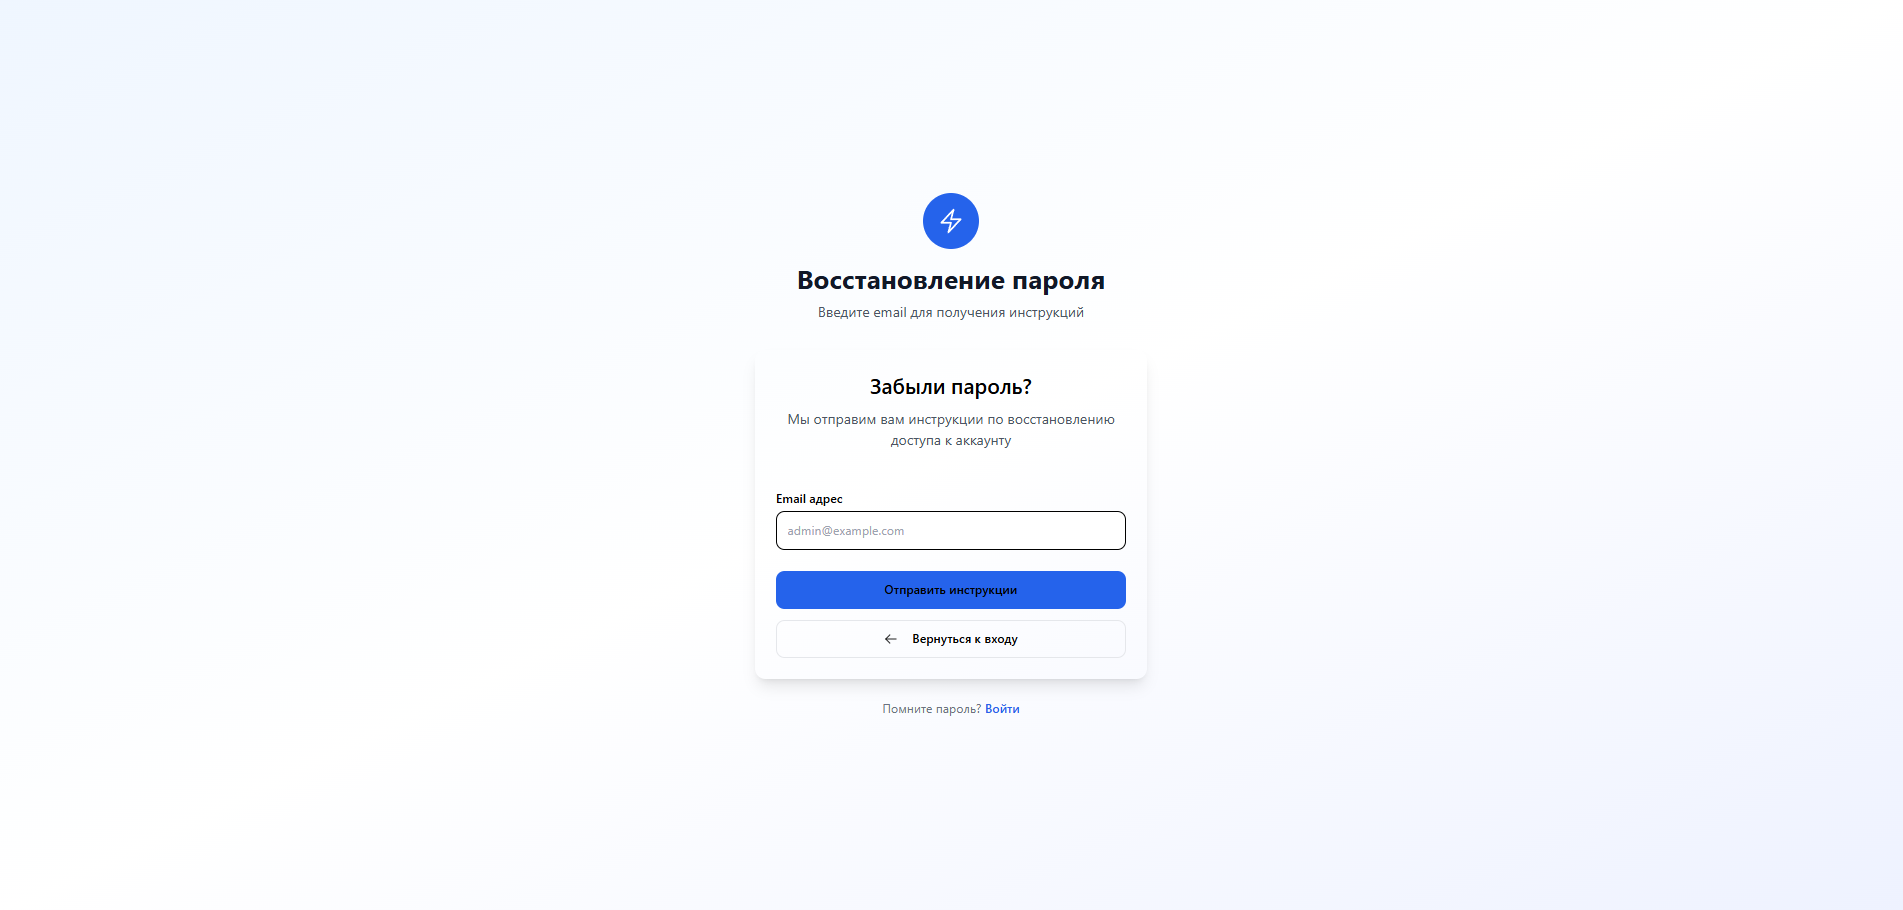 Восстановление пароля
Введите email для получения инструкций
Забыли пароль?
Мы отправим вам инструкции по восстановлению
доступа к аккаунту
Email адрес
admin@example.com
Отправить инструкции
Вернуться к входу
Помните пароль? Войти